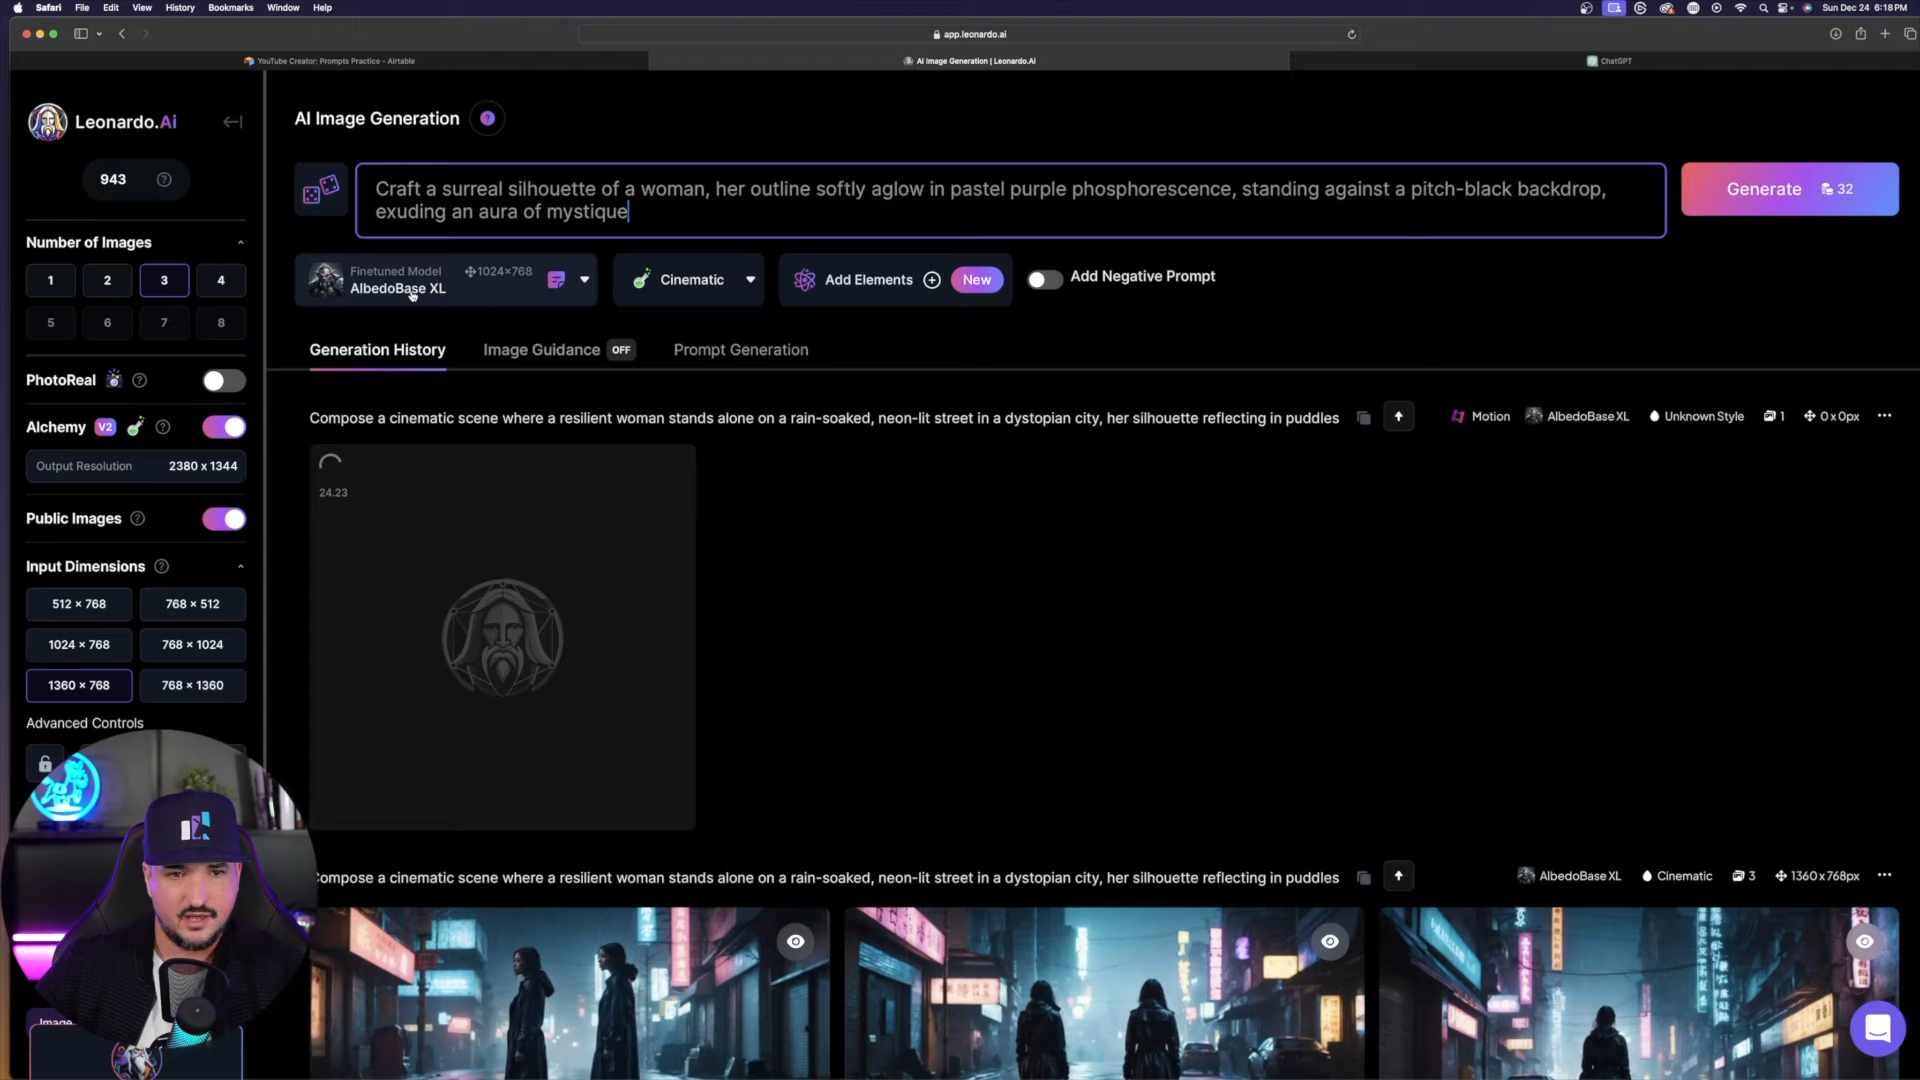 Safari File Edit View History Bookmarks Window Help Sun Dec 24 6:18 PM
app.leonardo.ai
YouTube Creator: Prompts Practice - Airtable
AI Image Generation | Leonardo.Ai
ChatGPT
Leonardo.Ai
943
Number of Images
1 2 3 4
5 6 7 8
PhotoReal
Alchemy V2
Output Resolution 2380 x 1344
Public Images
Input Dimensions
512 × 768 768 × 512
1024 × 768 768 × 1024
1360 × 768 768 × 1360
Advanced Controls
Image
AI Image Generation
Craft a surreal silhouette of a woman, her outline softly aglow in pastel purple phosphorescence, standing against a pitch-black backdrop,
exuding an aura of mystique
Generate 32
Finetuned Model 1024×768
AlbedoBase XL
Cinematic
Add Elements New
Add Negative Prompt
Generation History
Image Guidance OFF
Prompt Generation
Compose a cinematic scene where a resilient woman stands alone on a rain-soaked, neon-lit street in a dystopian city, her silhouette reflecting in puddles
Motion AlbedoBase XL Unknown Style 1 0 x 0px
24.23
Compose a cinematic scene where a resilient woman stands alone on a rain-soaked, neon-lit street in a dystopian city, her silhouette reflecting in puddles
AlbedoBase XL Cinematic 3 1360 x 768px